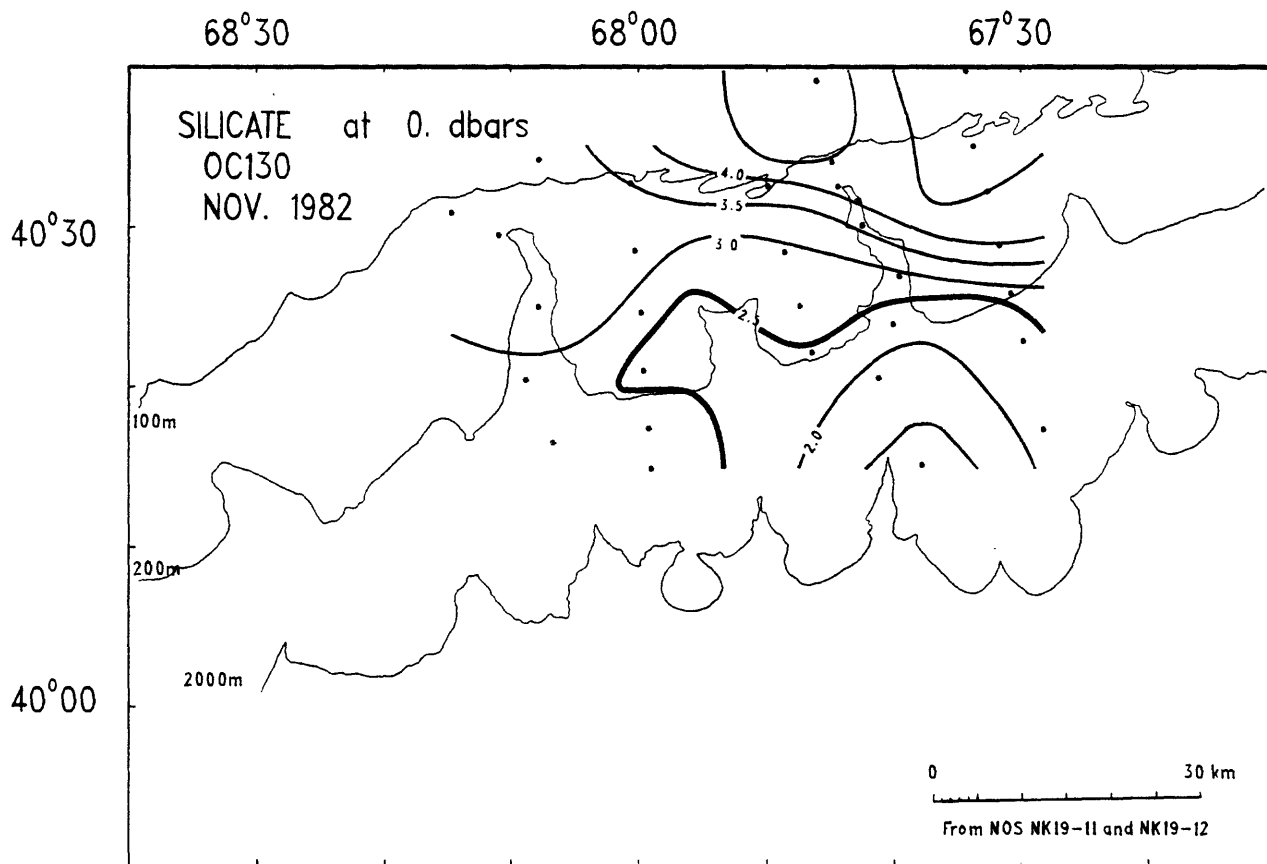 68°30 68°00 67°30
SILICATE at 0. dbars
OC130
NOV. 1982
4.0
3.5
40°30
3.0
2.5
100m
2.0
200m
2000m
40°00
0 30 km
From NOS NK19-11 and NK19-12